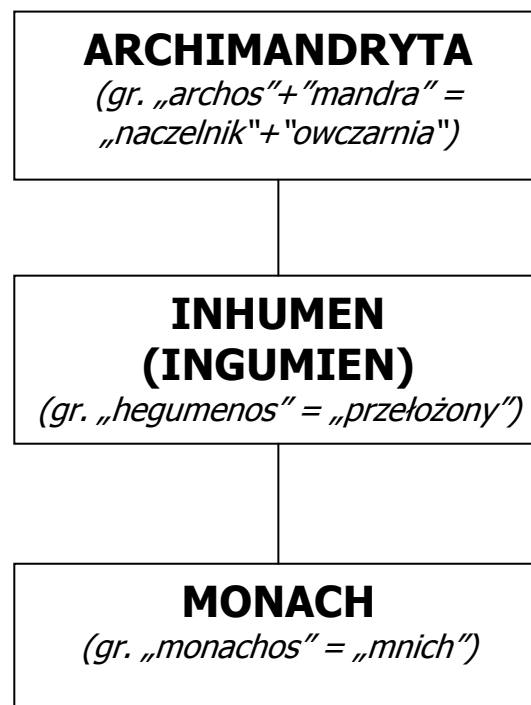 ARCHIMANDRYTA
(gr. „archos”+”mandra” =
„naczelnik“+“owczarnia“)
INHUMEN
(INGUMIEN)
(gr. „hegumenos” = „przełożony”)
MONACH
(gr. „monachos” = „mnich”)